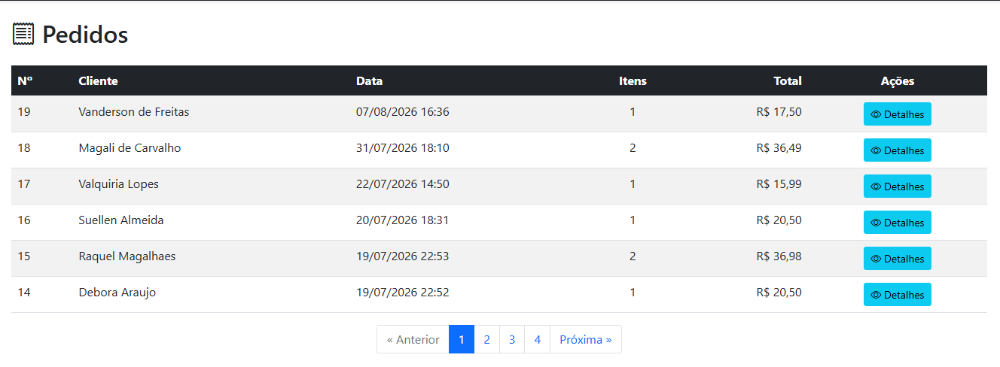 Pedidos
Nº Cliente Data Itens Total Ações
19 Vanderson de Freitas 07/08/2026 16:36 1 R$ 17,50 Detalhes
18 Magali de Carvalho 31/07/2026 18:10 2 R$ 36,49 Detalhes
17 Valquiria Lopes 22/07/2026 14:50 1 R$ 15,99 Detalhes
16 Suellen Almeida 20/07/2026 18:31 1 R$ 20,50 Detalhes
15 Raquel Magalhaes 19/07/2026 22:53 2 R$ 36,98 Detalhes
14 Debora Araujo 19/07/2026 22:52 1 R$ 20,50 Detalhes
« Anterior 1 2 3 4 Próxima »